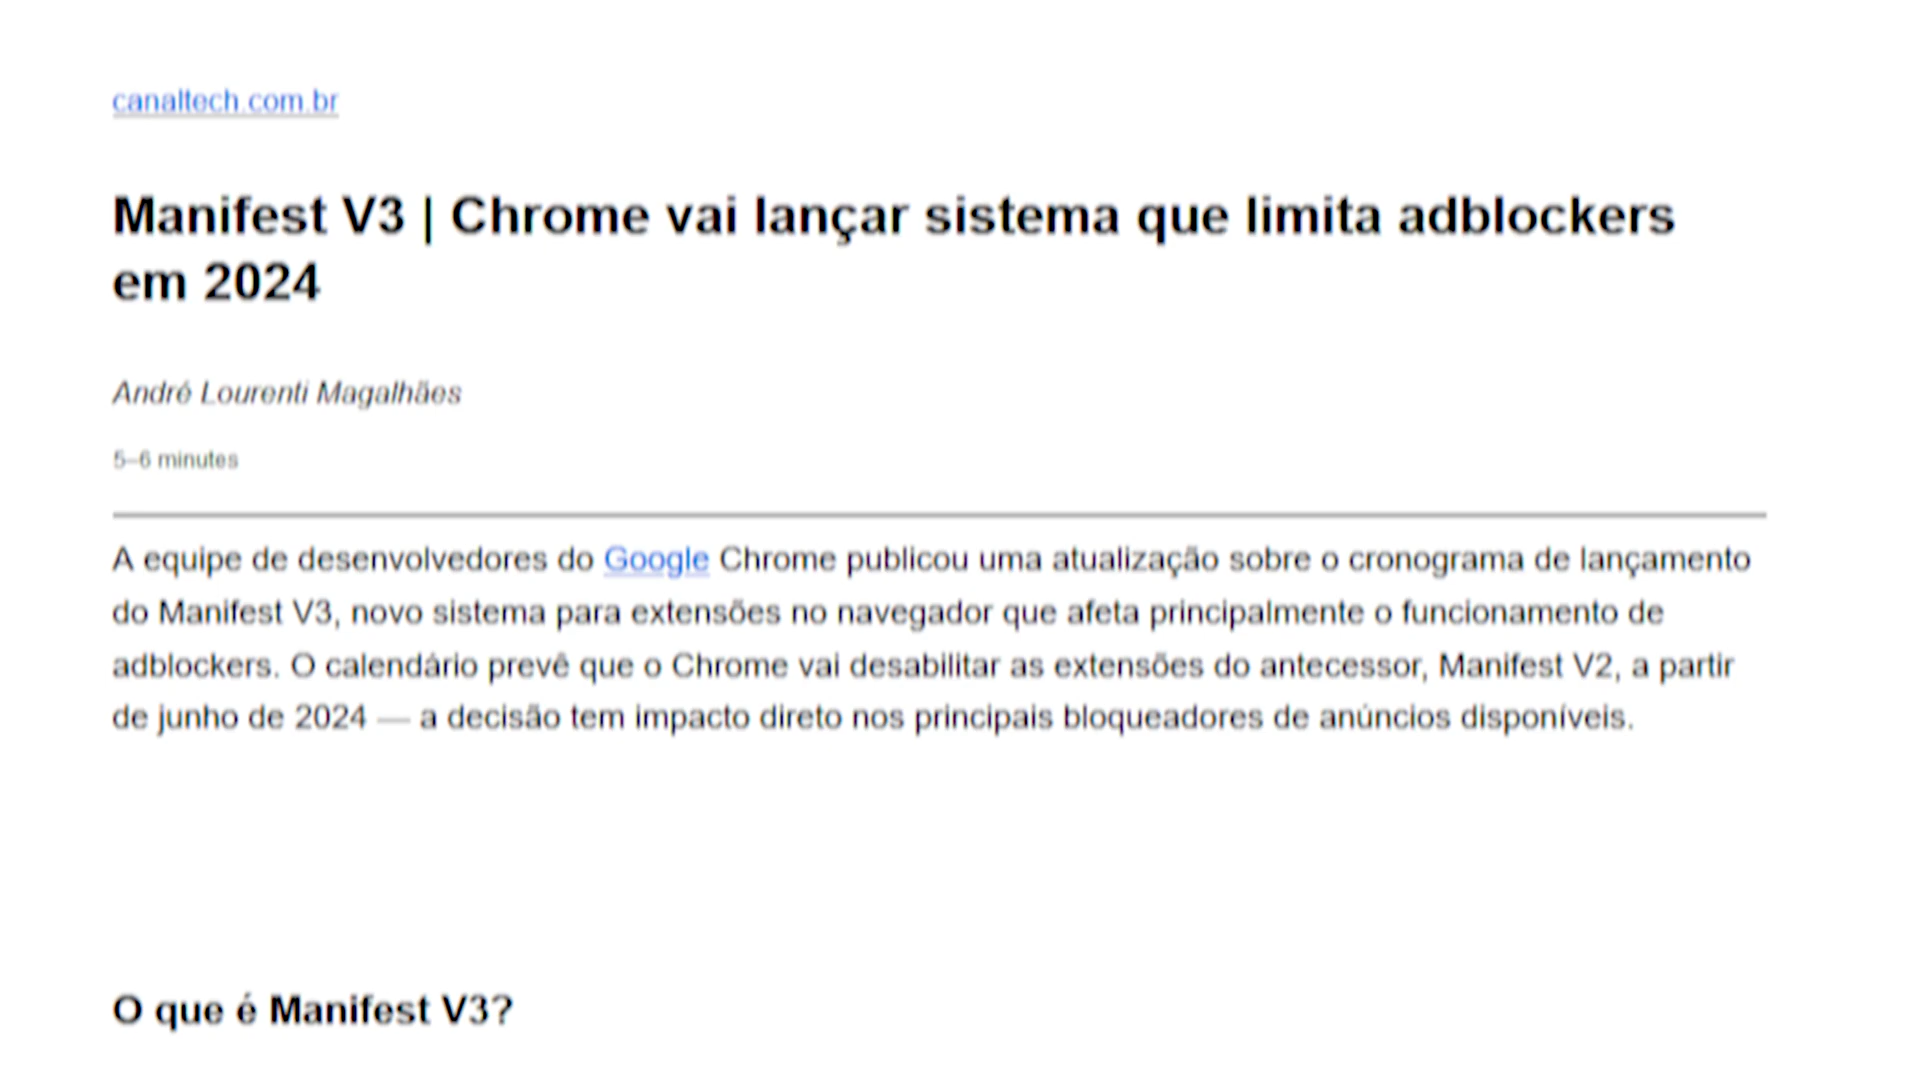 canaltech.com.br
Manifest V3 | Chrome vai lançar sistema que limita adblockers
em 2024
André Lourenti Magalhães
5–6 minutes
A equipe de desenvolvedores do Google Chrome publicou uma atualização sobre o cronograma de lançamento
do Manifest V3, novo sistema para extensões no navegador que afeta principalmente o funcionamento de
adblockers. O calendário prevê que o Chrome vai desabilitar as extensões do antecessor, Manifest V2, a partir
de junho de 2024 — a decisão tem impacto direto nos principais bloqueadores de anúncios disponíveis.
O que é Manifest V3?